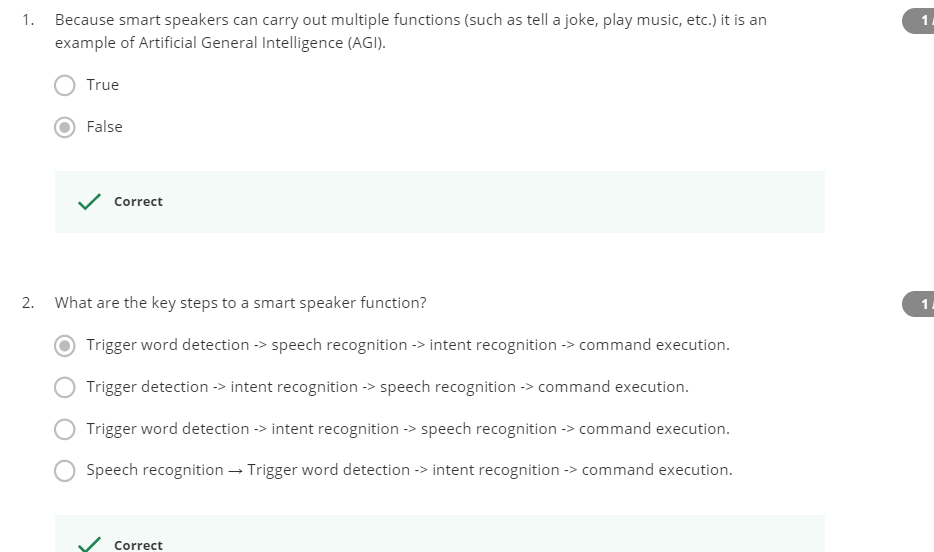 1. Because smart speakers can carry out multiple functions (such as tell a joke, play music, etc.) it is an
1/
example of Artificial General Intelligence (AGI).
True
False
Correct
2. What are the key steps to a smart speaker function?
1/
Trigger word detection -> speech recognition -> intent recognition -> command execution.
Trigger detection -> intent recognition -> speech recognition -> command execution.
Trigger word detection -> intent recognition -> speech recognition -> command execution.
Speech recognition → Trigger word detection -> intent recognition -> command execution.
Correct